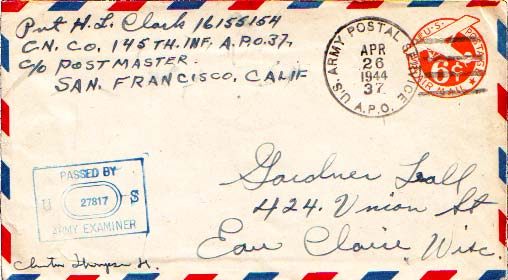 Pvt H. L. Clark 16155154
CN. CO. 145TH. INF. A.P.O. 37
C/O POSTMASTER
SAN FRANCISCO, CALIF
U.S. ARMY POSTAL SERVICE
APR
26
1944
37
A.P.O.
U.S. POSTAGE
6¢
AIR MAIL
PASSED BY
U 27817 S
ARMY EXAMINER
Gardner
424 Union St
Eau Claire Wisc.